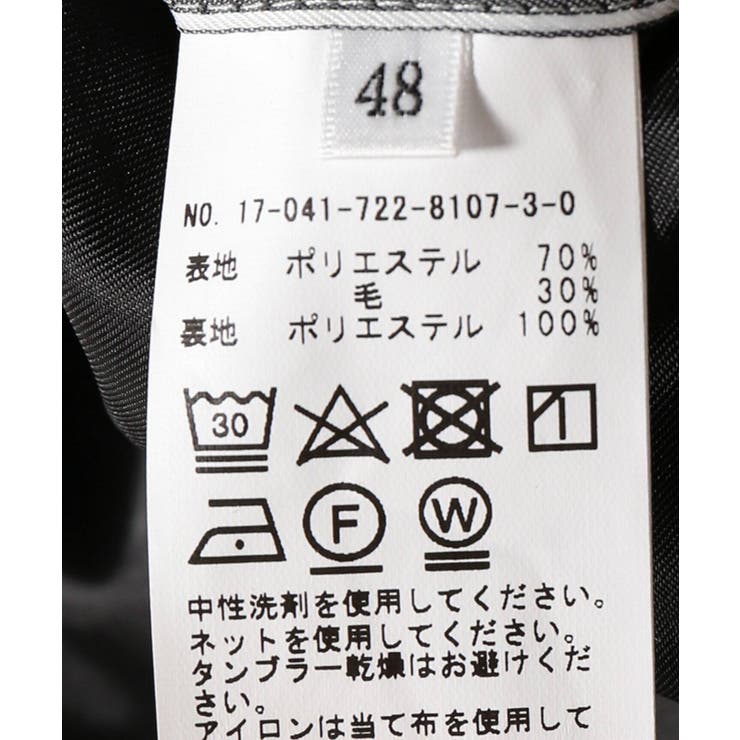 48
NO. 17-041-722-8107-3-0
表地 ポリエステル 70%
毛 30%
裏地 ポリエステル 100%
30
1
F
W
中性洗剤を使用してください。
ネットを使用してください。
タンブラー乾燥はお避けくだ
さい。
アイロンは当て布を使用して